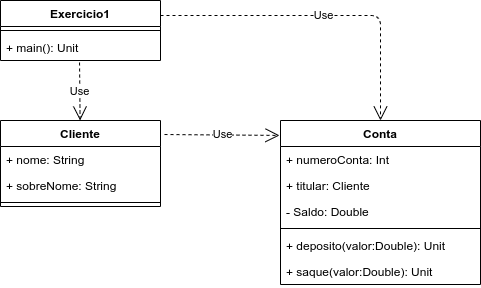 Exercicio1
Use
+ main(): Unit
Use
Cliente
Use
Conta
+ nome: String
+ sobreNome: String
+ numeroConta: Int
+ titular: Cliente
- Saldo: Double
+ deposito(valor:Double): Unit
+ saque(valor:Double): Unit